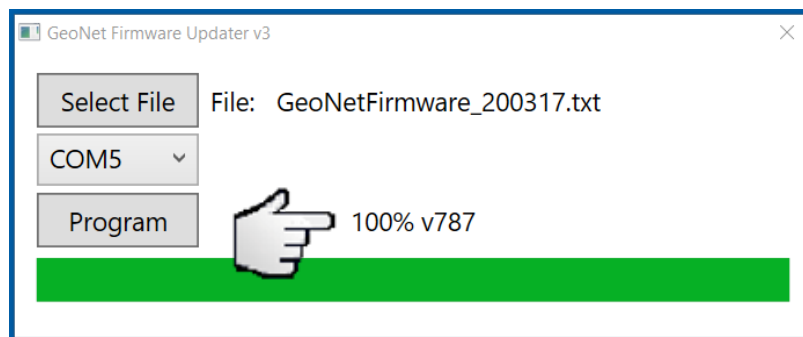 GeoNet Firmware Updater v3
Select File File: GeoNetFirmware_200317.txt
COM5
Program 100% v787